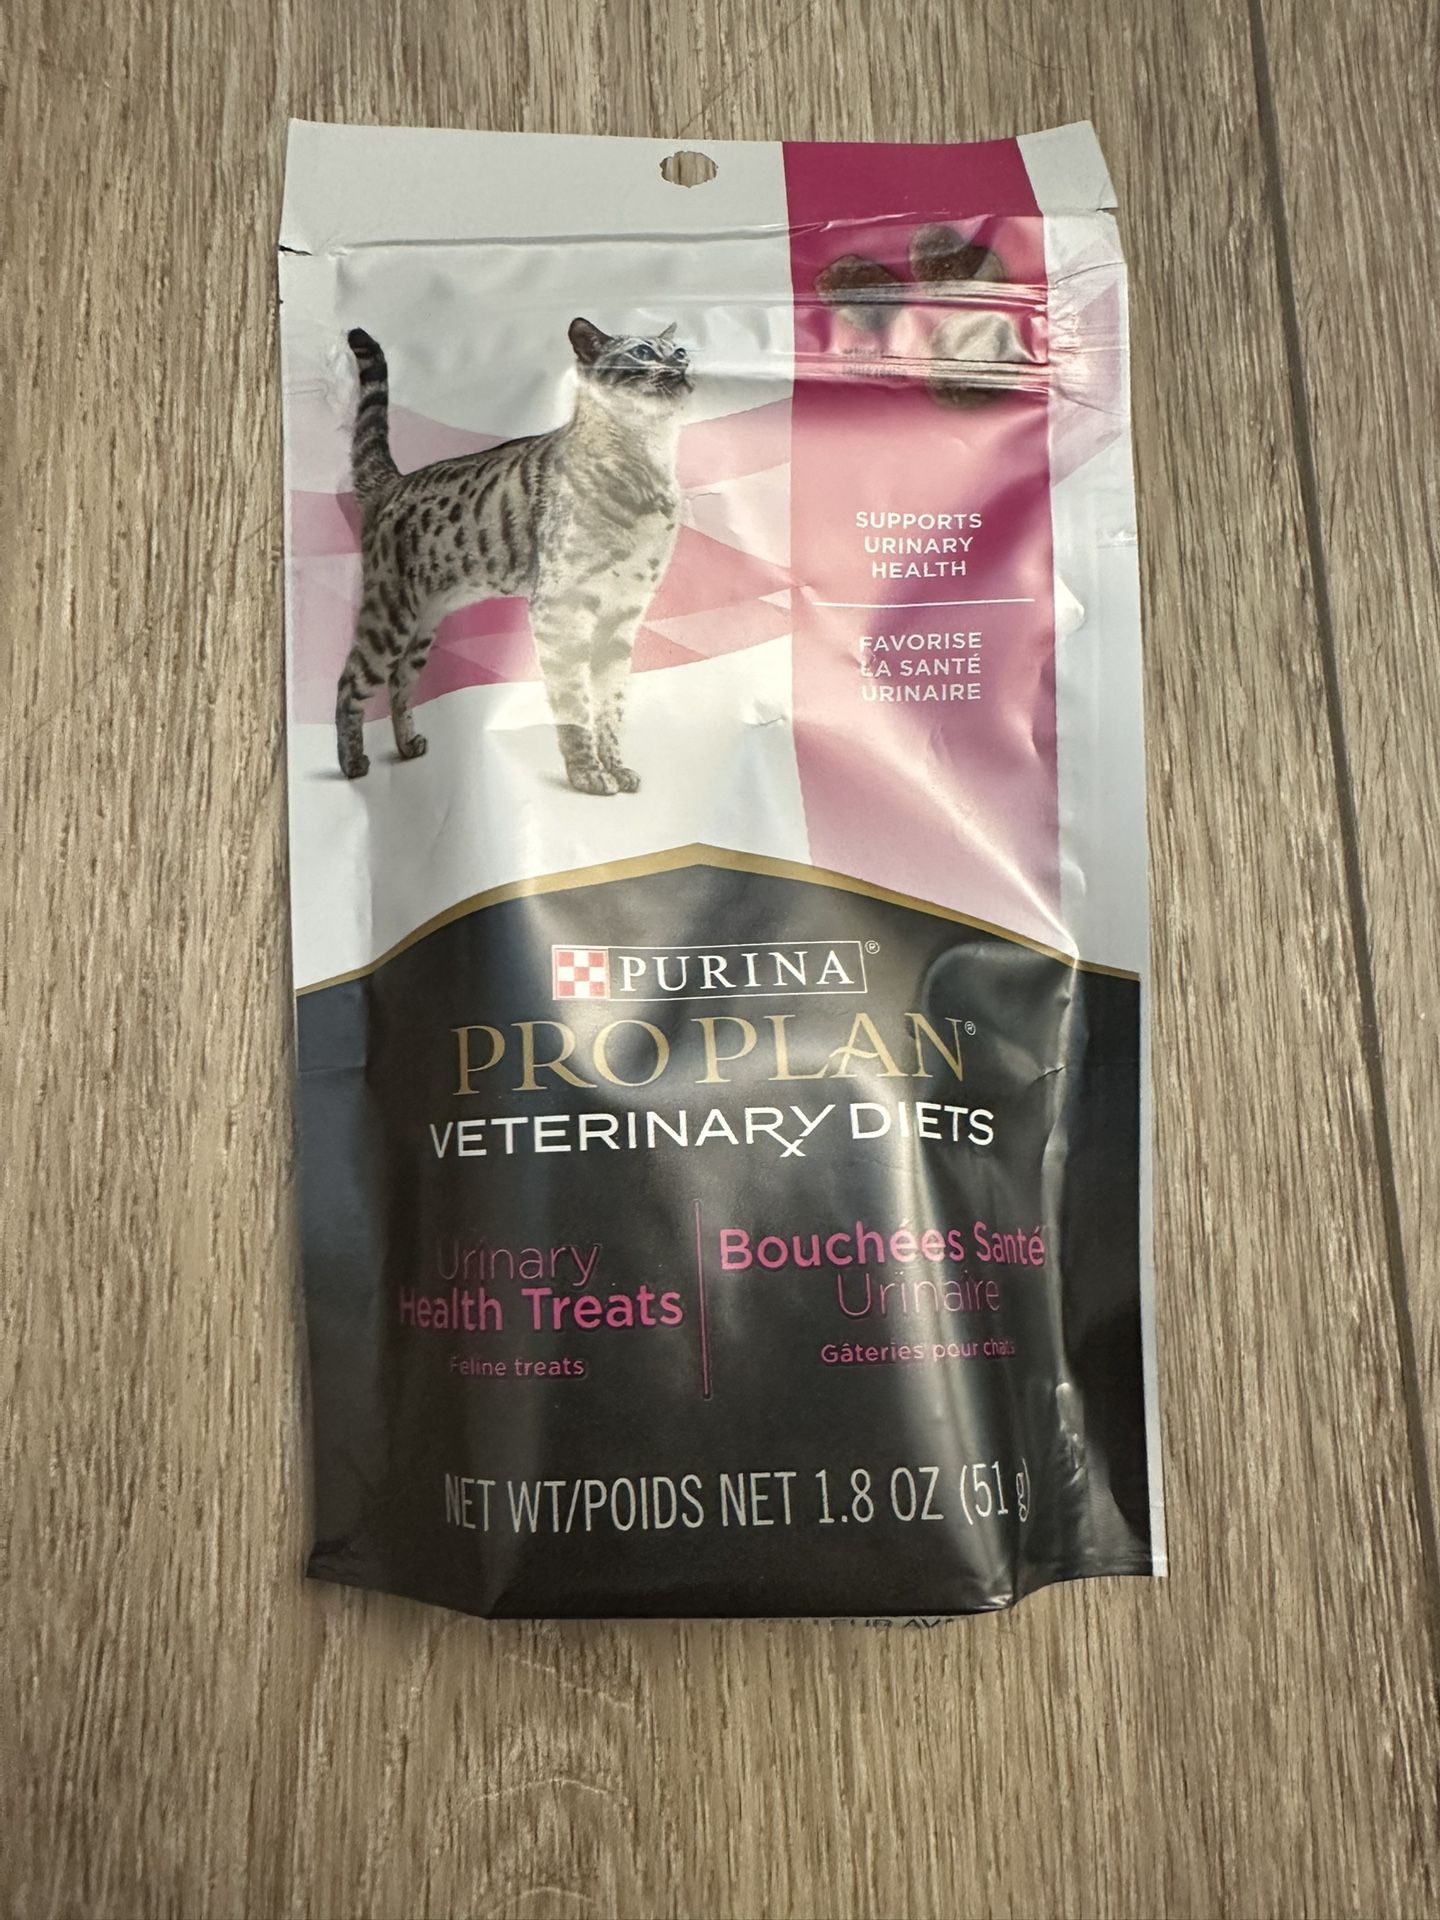 SUPPORTS
URINARY
HEALTH
FAVORISE
LA SANTÉ
URINAIRE
PURINA®
PRO PLAN®
VETERINARY DIETS
Urinary
Health Treats
Feline treats
Bouchées Santé
Urinaire
Gâteries pour chats
NET WT/POIDS NET 1.8 OZ (51 g)